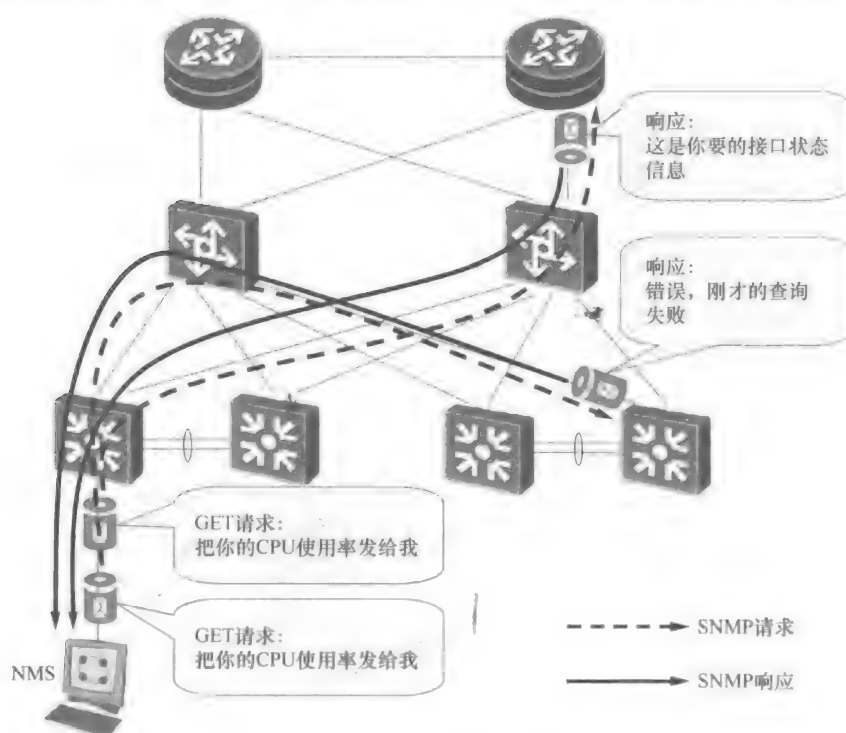 响应:
这是你要的接口状态
信息
响应:
错误，刚才的查询
失败
GET请求:
把你的CPU使用率发给我
GET请求:
把你的CPU使用率发给我
NMS
SNMP请求
SNMP响应